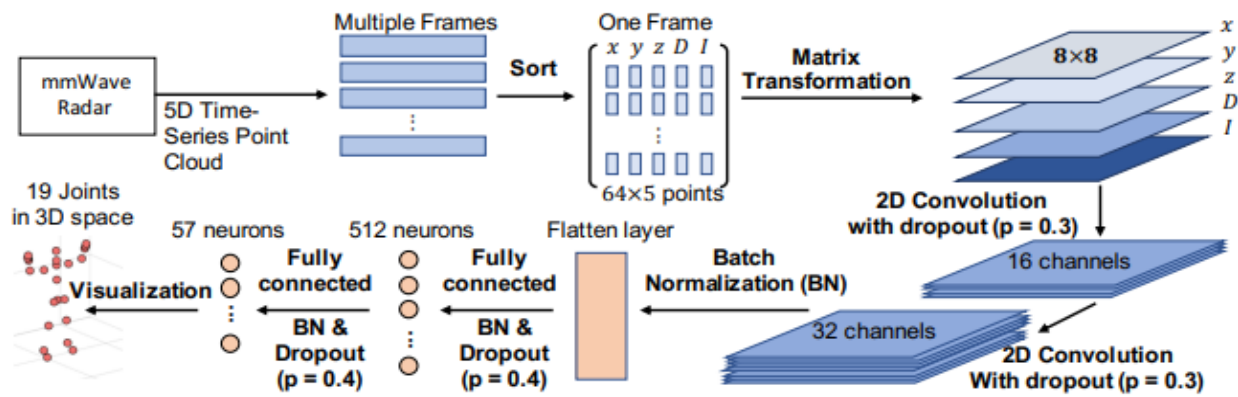 mmWave
Radar
5D Time-
Series Point
Cloud
Multiple Frames
Sort
One Frame
x y z D I
64×5 points
Matrix
Transformation
8×8
x
y
z
D
I
2D Convolution
with dropout (p = 0.3)
16 channels
2D Convolution
With dropout (p = 0.3)
32 channels
Batch
Normalization (BN)
Flatten layer
Fully
connected
BN &
Dropout
(p = 0.4)
512 neurons
Fully
connected
BN &
Dropout
(p = 0.4)
57 neurons
Visualization
19 Joints
in 3D space